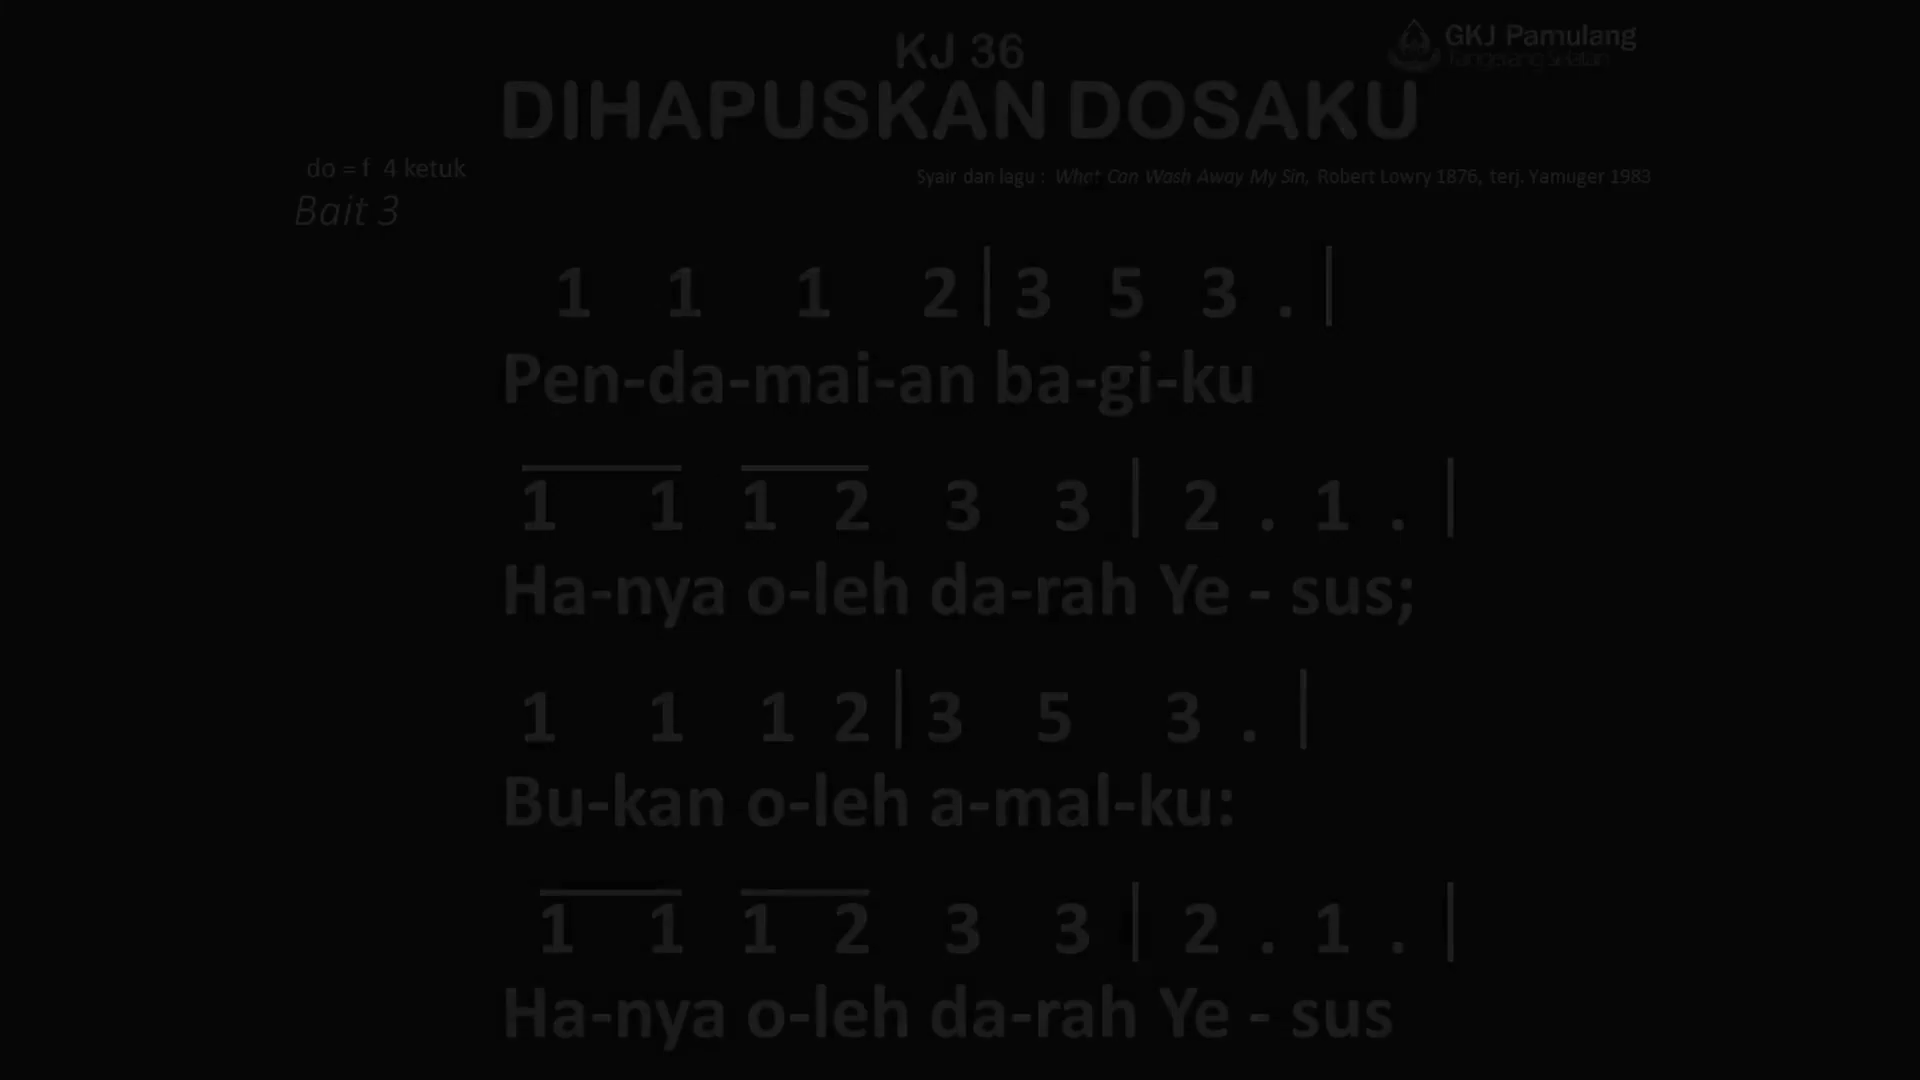 KJ 36
GKJ Pamulang
Tangerang Selatan
DIHAPUSKAN DOSAKU
do = f 4 ketuk
Syair dan lagu : What Can Wash Away My Sin, Robert Lowry 1876, terj. Yamuger 1983
Bait 3
1 1 1 2 | 3 5 3 . |
Pen-da-mai-an ba-gi-ku
1 1 1 2 3 3 | 2 . 1 . |
Ha-nya o-leh da-rah Ye - sus;
1 1 1 2 | 3 5 3 . |
Bu-kan o-leh a-mal-ku:
1 1 1 2 3 3 | 2 . 1 . |
Ha-nya o-leh da-rah Ye - sus